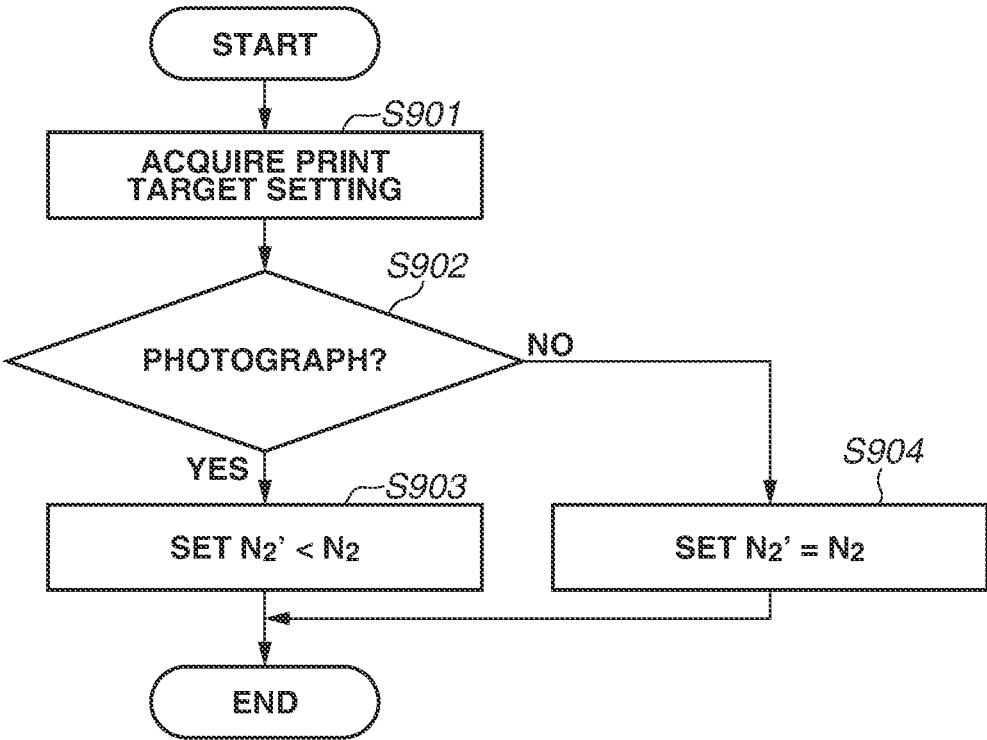 START
S901
ACQUIRE PRINT
TARGET SETTING
S902
PHOTOGRAPH?
NO
YES
S903
SET N₂' < N₂
S904
SET N₂' = N₂
END